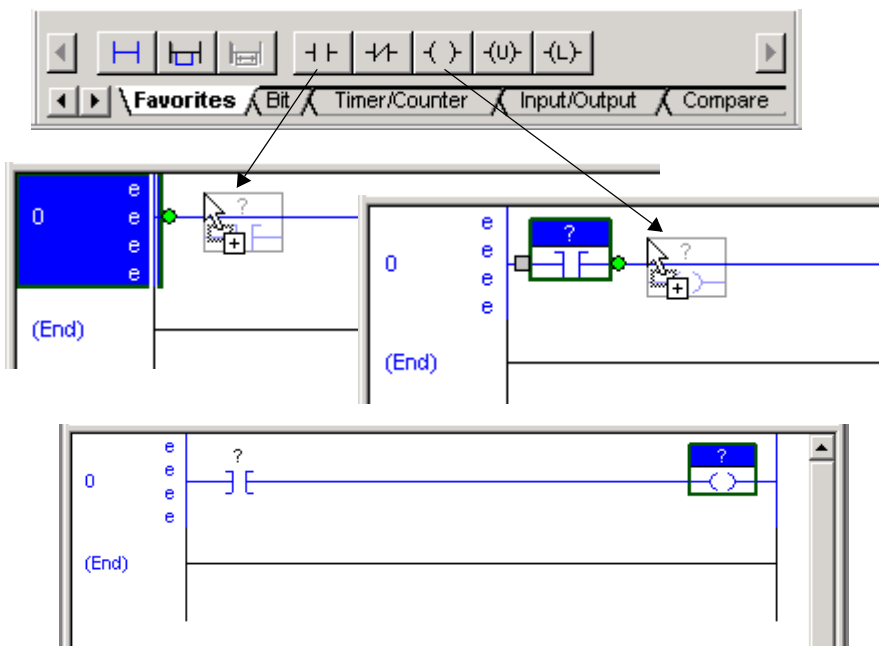 (U) (L)
Favorites Bit Timer/Counter Input/Output Compare
e
?
0 e
e
e
(End)
e
?
e
0
e
?
e
(End)
e
? ?
0 e
e
e
(End)